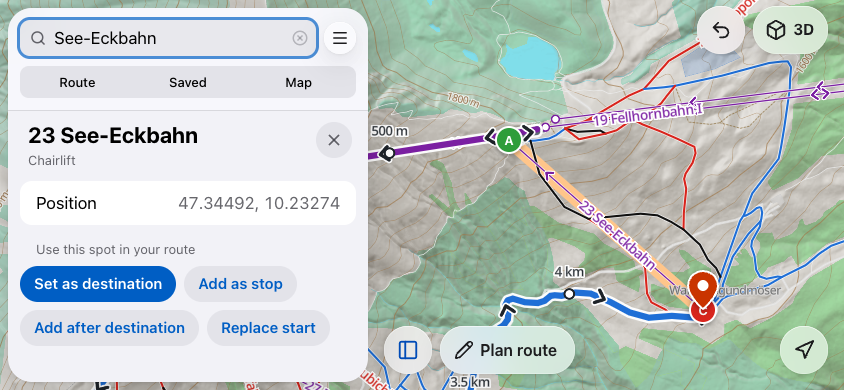 See-Eckbahn
3D
Route
Saved
Map
23 See-Eckbahn
Chairlift
Position
47.34492, 10.23274
Use this spot in your route
Set as destination
Add as stop
Add after destination
Replace start
Plan route
500 m
1800 m
A
19 Fellhornbahn I
23 See-Eckbahn
4 km
C
3.5 km